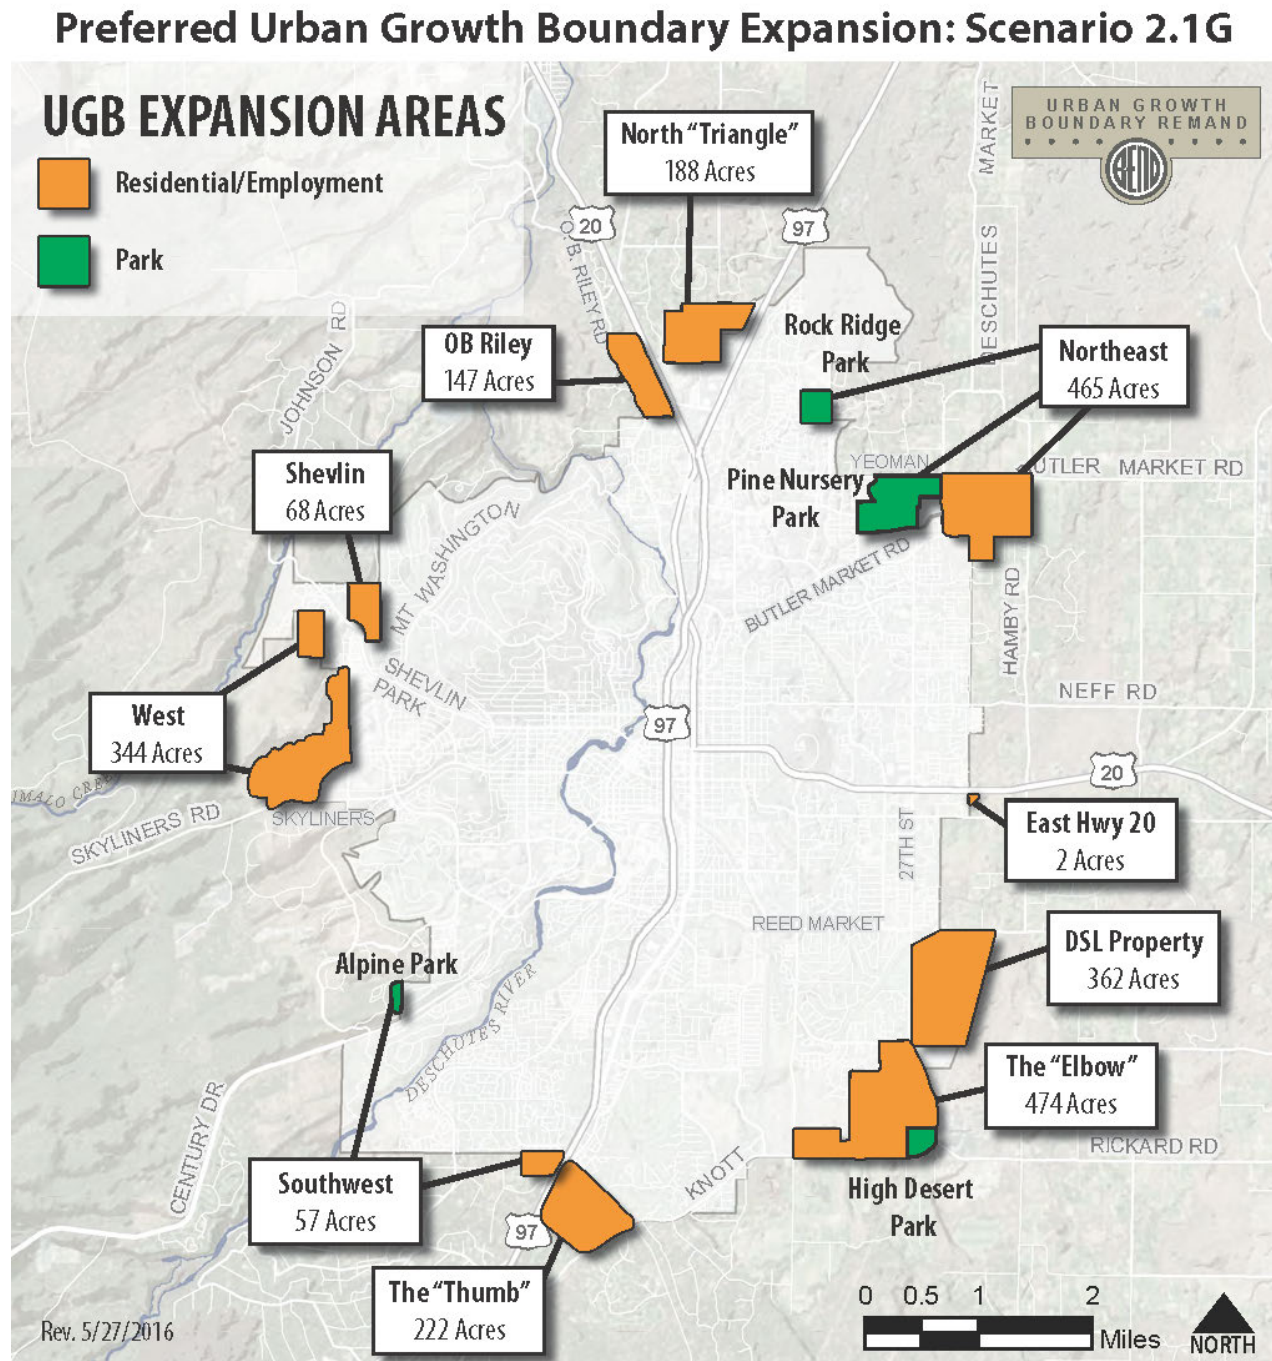 Preferred Urban Growth Boundary Expansion: Scenario 2.1G
UGB EXPANSION AREAS
Residential/Employment
Park
URBAN GROWTH
BOUNDARY REMAND
BEND
North “Triangle”
188 Acres
20
97
O.B. RILEY RD
DESCHUTES MARKET
JOHNSON RD
OB Riley
147 Acres
Rock Ridge
Park
Northeast
465 Acres
Shevlin
68 Acres
YEOMAN
BUTLER MARKET RD
Pine Nursery
Park
MT WASHINGTON
BUTLER MARKET RD
HAMBY RD
SHEVLIN
PARK
NEFF RD
West
344 Acres
97
20
SKYLINERS RD
SKYLINERS
East Hwy 20
2 Acres
27TH ST
REED MARKET
DSL Property
362 Acres
Alpine Park
DESCHUTES RIVER
The “Elbow”
474 Acres
CENTURY DR
RICKARD RD
KNOTT
Southwest
57 Acres
High Desert
Park
97
The “Thumb”
222 Acres
Rev. 5/27/2016
0 0.5 1 2
Miles
NORTH